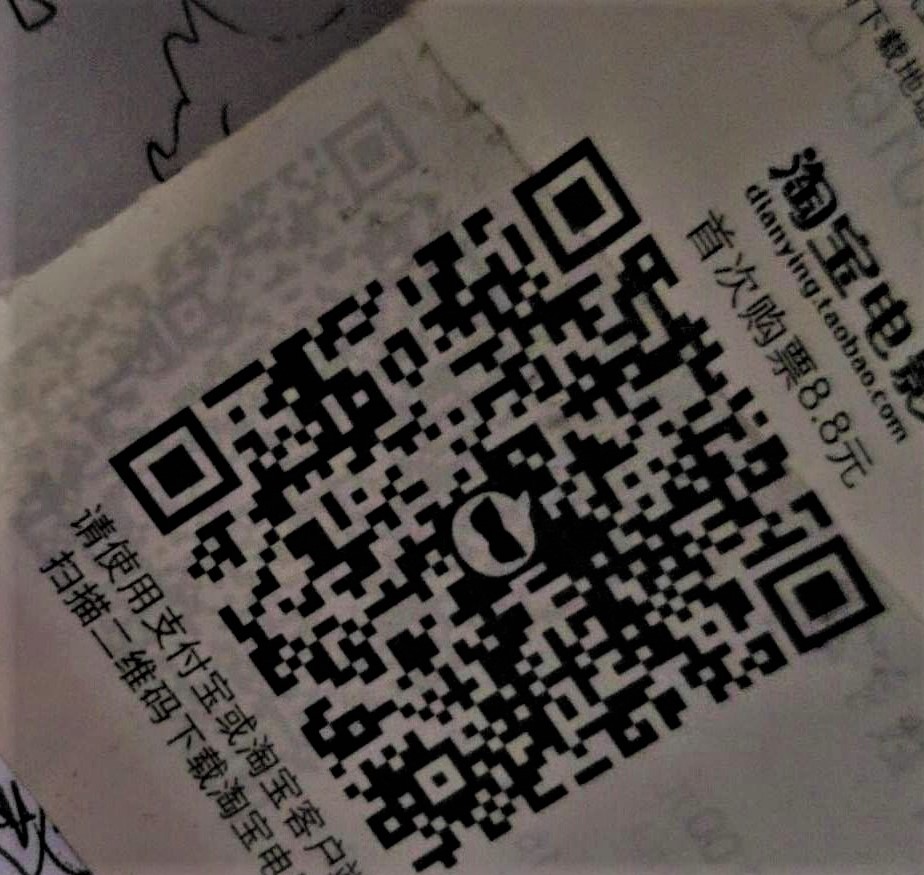 下载地
淘宝电影
dianying.taobao.com
首次购票8.8元
请使用支付宝或淘宝客户端
扫描二维码下载淘宝电